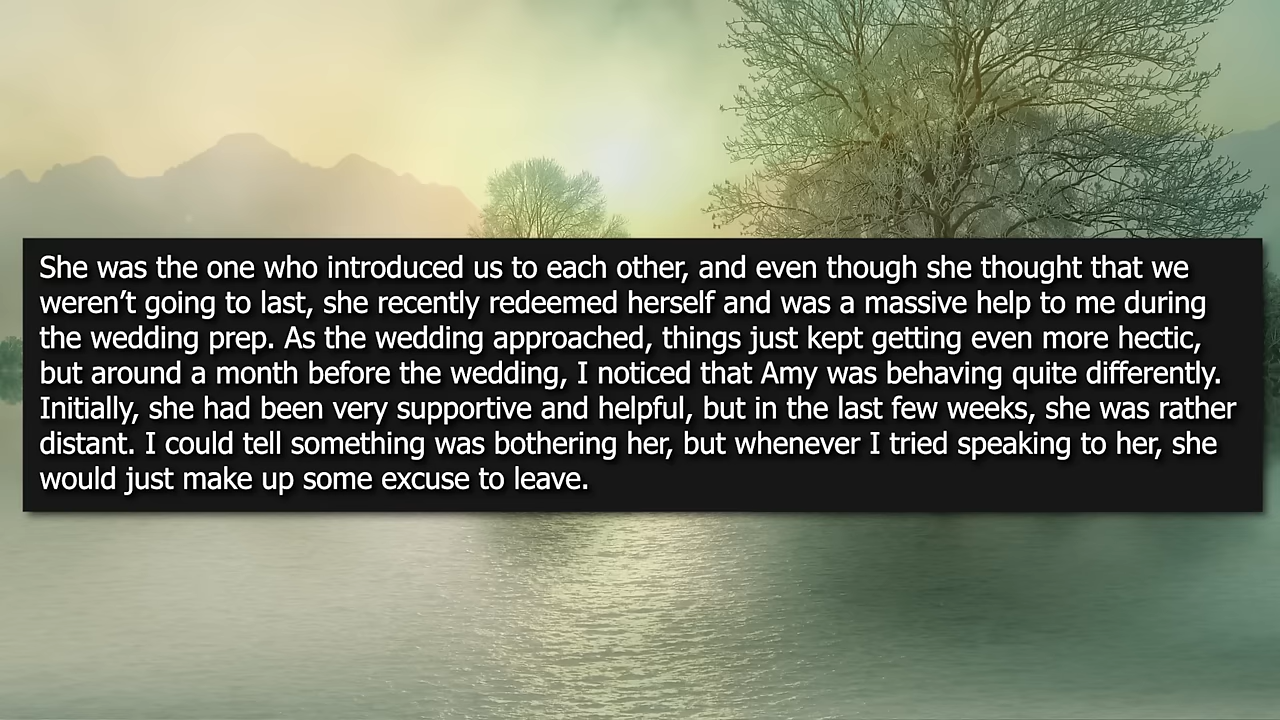 She was the one who introduced us to each other, and even though she thought that we
weren’t going to last, she recently redeemed herself and was a massive help to me during
the wedding prep. As the wedding approached, things just kept getting even more hectic,
but around a month before the wedding, I noticed that Amy was behaving quite differently.
Initially, she had been very supportive and helpful, but in the last few weeks, she was rather
distant. I could tell something was bothering her, but whenever I tried speaking to her, she
would just make up some excuse to leave.